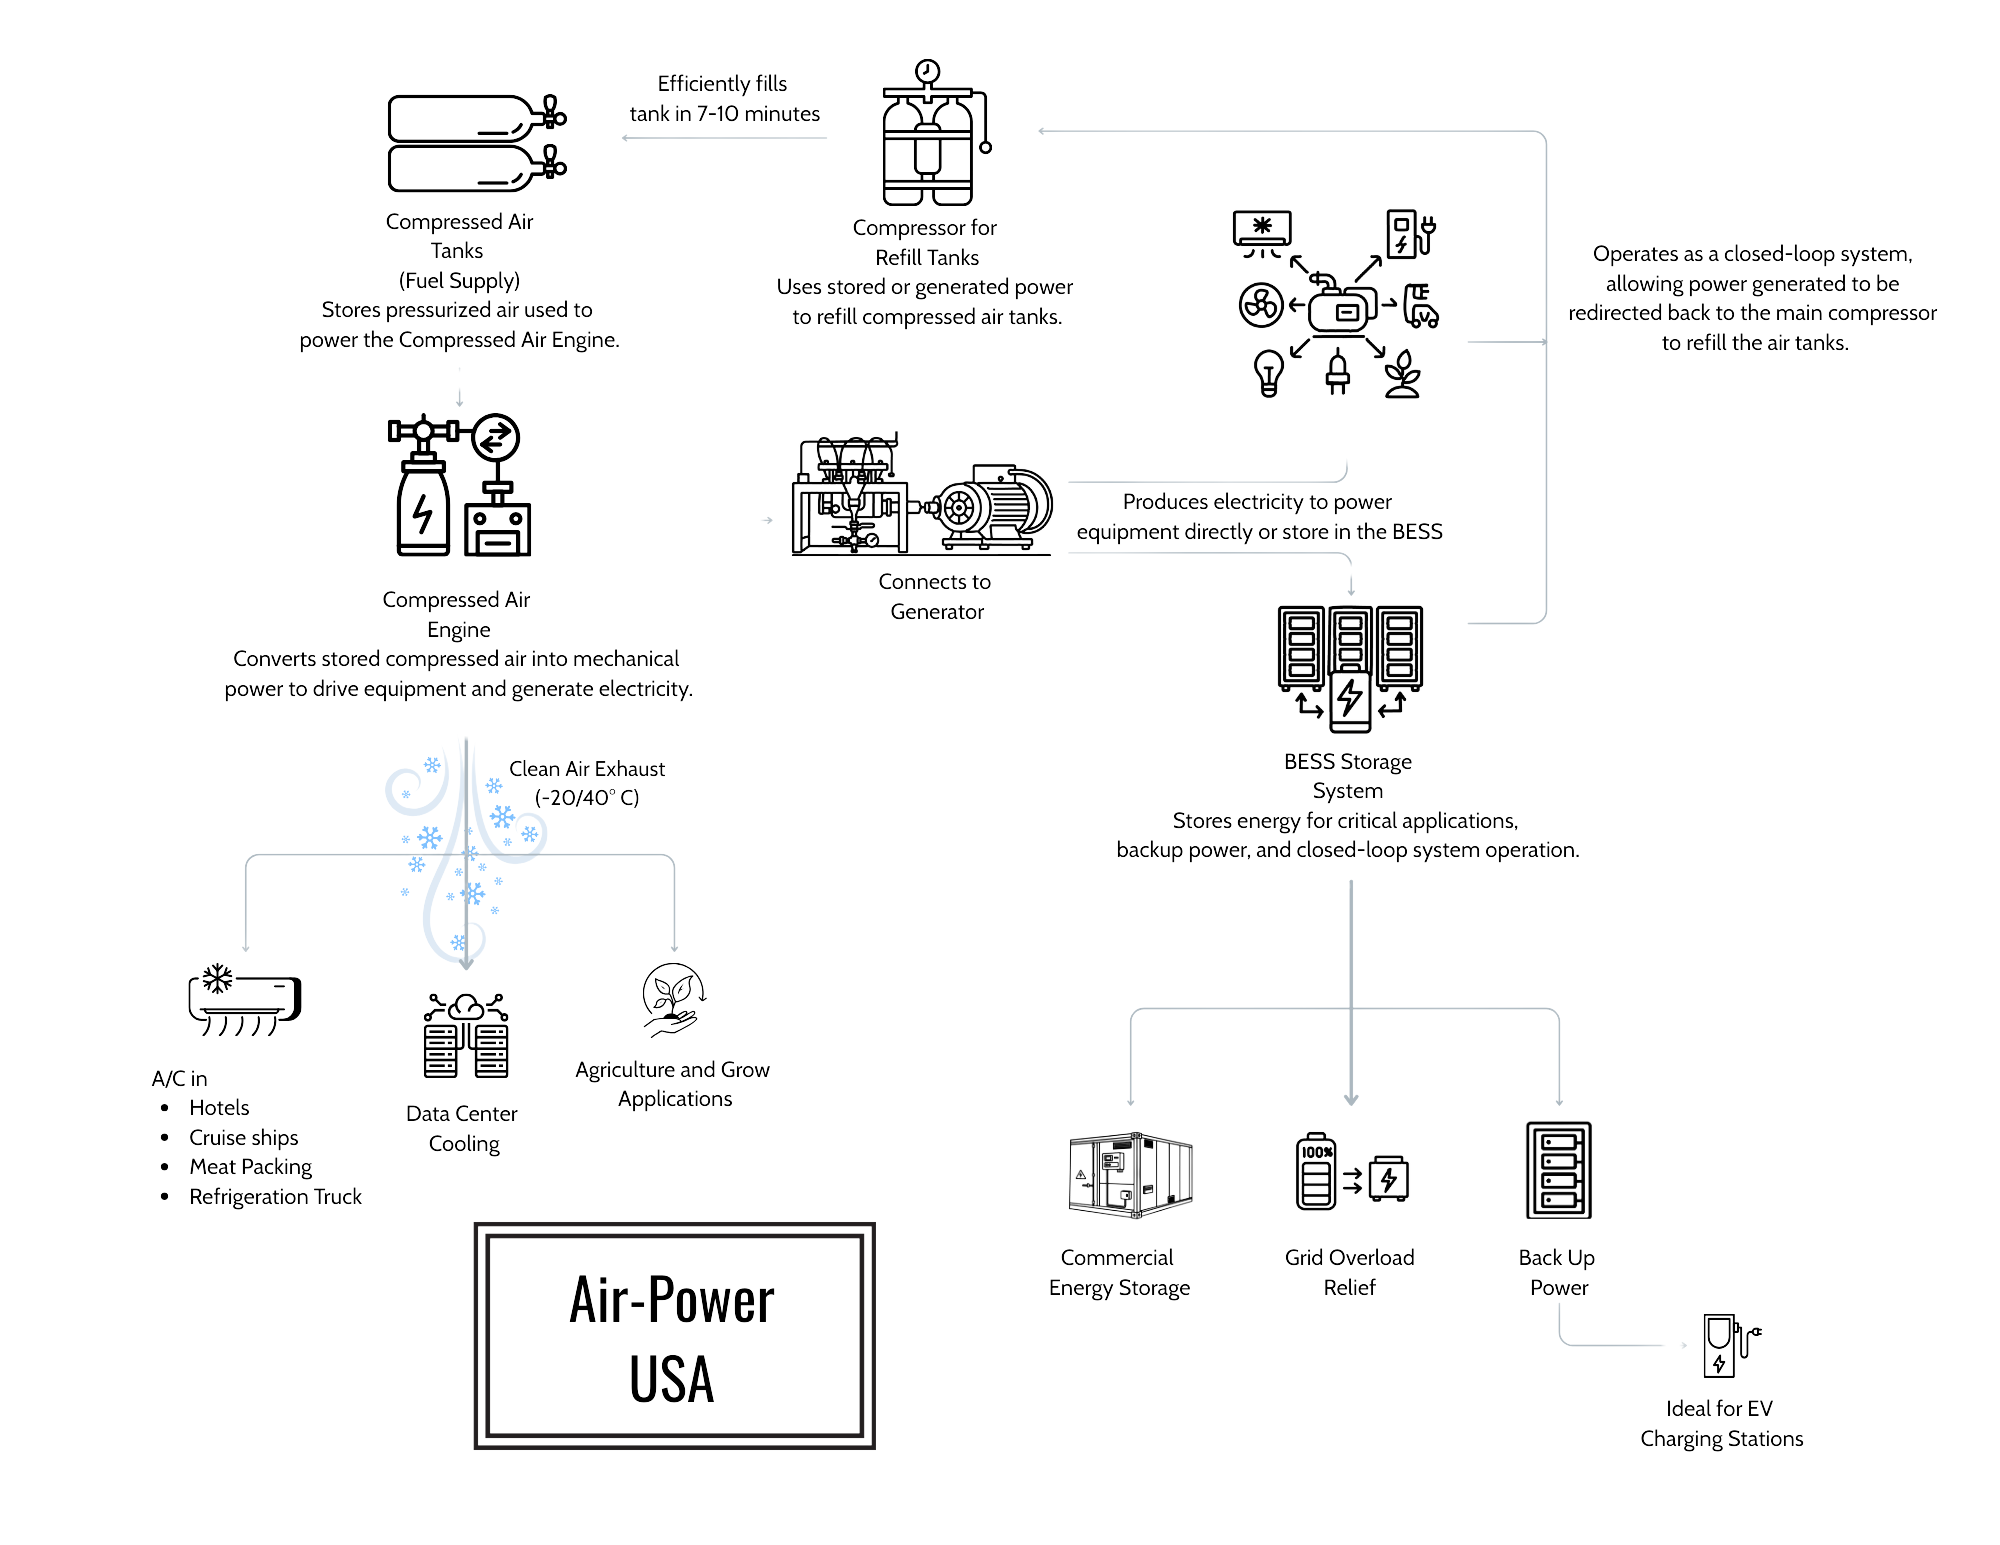 Efficiently fills
tank in 7-10 minutes
Compressed Air
Tanks
(Fuel Supply)
Stores pressurized air used to
power the Compressed Air Engine.
Compressor for
Refill Tanks
Uses stored or generated power
to refill compressed air tanks.
Operates as a closed-loop system,
allowing power generated to be
redirected back to the main compressor
to refill the air tanks.
Compressed Air
Engine
Converts stored compressed air into mechanical
power to drive equipment and generate electricity.
Connects to
Generator
Produces electricity to power
equipment directly or store in the BESS
BESS Storage
System
Stores energy for critical applications,
backup power, and closed-loop system operation.
Clean Air Exhaust
(-20/40° C)
A/C in
• Hotels
• Cruise ships
• Meat Packing
• Refrigeration Truck
Data Center
Cooling
Agriculture and Grow
Applications
100%
Commercial
Energy Storage
Grid Overload
Relief
Back Up
Power
Ideal for EV
Charging Stations
Air-Power
USA